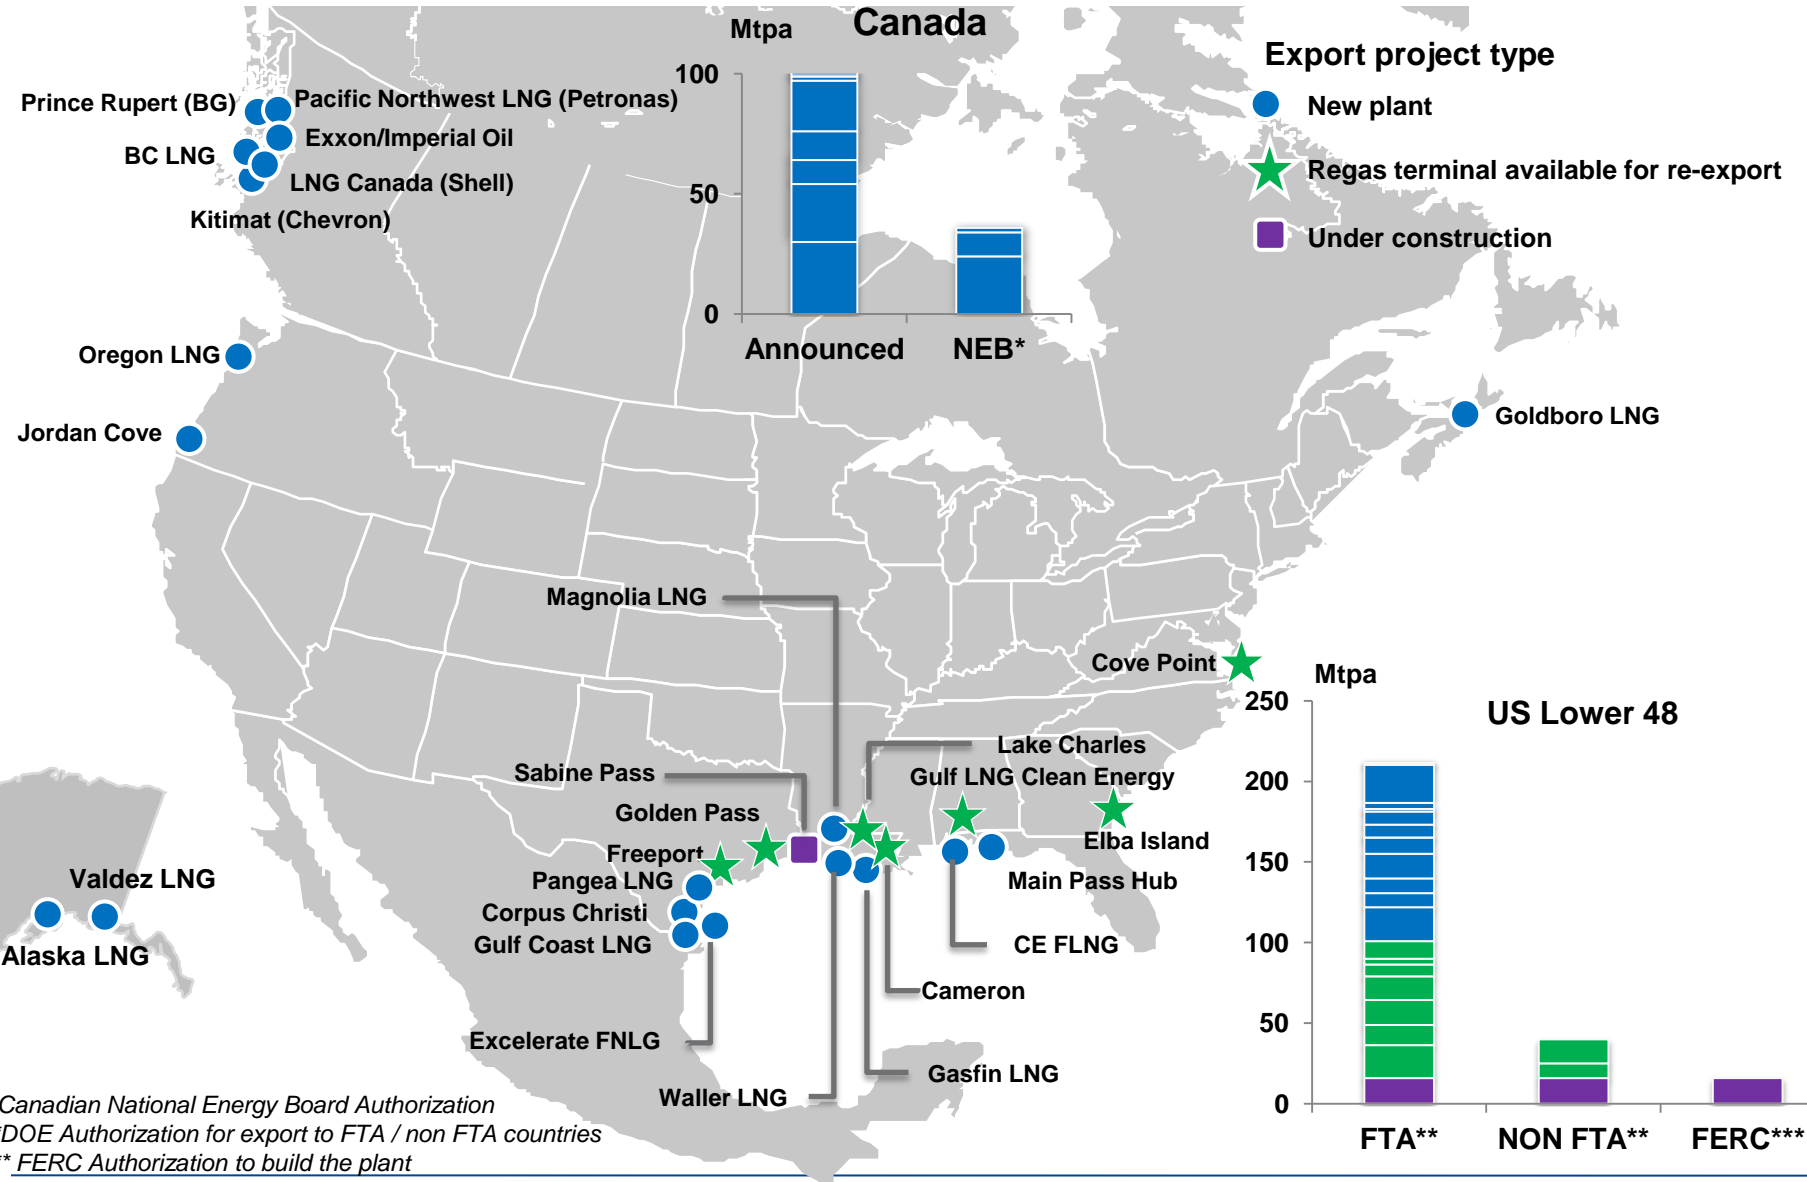 Mtpa
Canada
Export project type
New plant
Regas terminal available for re-export
Under construction
100
50
0
Announced
NEB*
Prince Rupert (BG)
Pacific Northwest LNG (Petronas)
Exxon/Imperial Oil
BC LNG
LNG Canada (Shell)
Kitimat (Chevron)
Oregon LNG
Jordan Cove
Goldboro LNG
Magnolia LNG
Cove Point
Lake Charles
Sabine Pass
Gulf LNG Clean Energy
Golden Pass
Elba Island
Freeport
Pangea LNG
Main Pass Hub
Corpus Christi
Gulf Coast LNG
CE FLNG
Valdez LNG
Alaska LNG
Cameron
Excelerate FNLG
Gasfin LNG
Waller LNG
Mtpa
US Lower 48
250
200
150
100
50
0
FTA**
NON FTA**
FERC***
Canadian National Energy Board Authorization
*DOE Authorization for export to FTA / non FTA countries
** FERC Authorization to build the plant